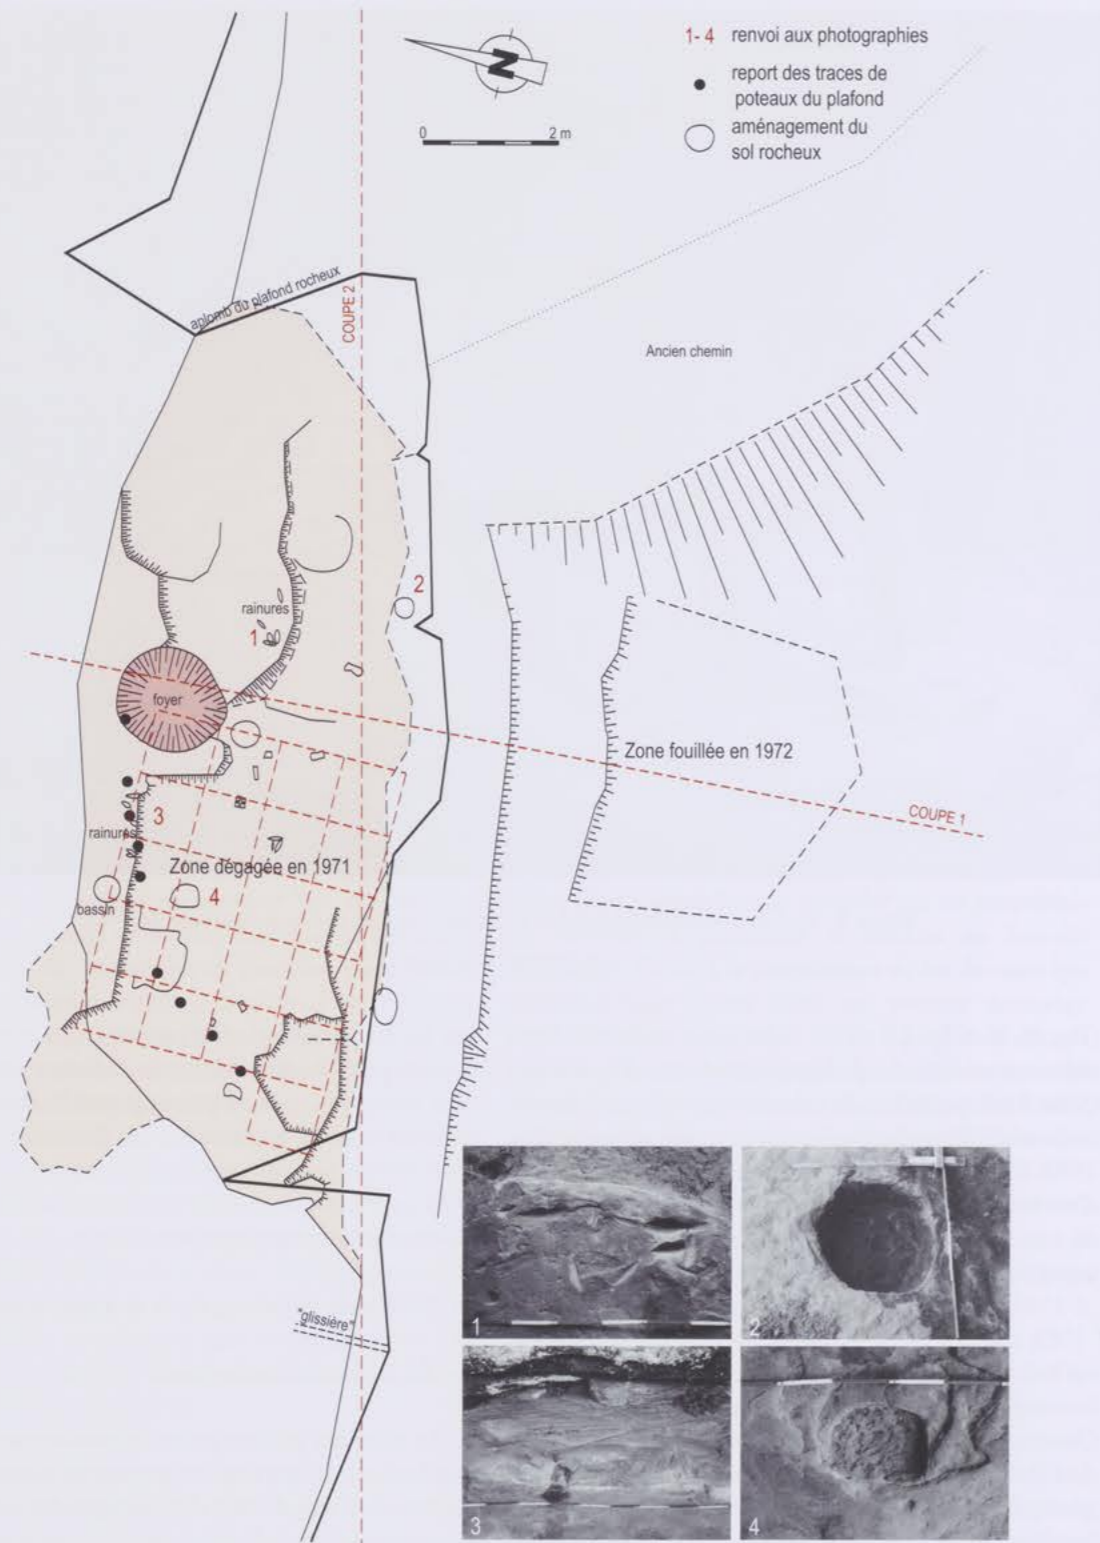 1-4 renvoi aux photographies
N
report des traces de
poteaux du plafond
0 2 m
aménagement du
sol rocheux
aplomb du plafond rocheux
COUPE 2
Ancien chemin
2
rainures
1
foyer
Zone fouillée en 1972
COUPE 1
3
rainures
Zone dégagée en 1971
4
bassin
"glissière"
1
2
3
4